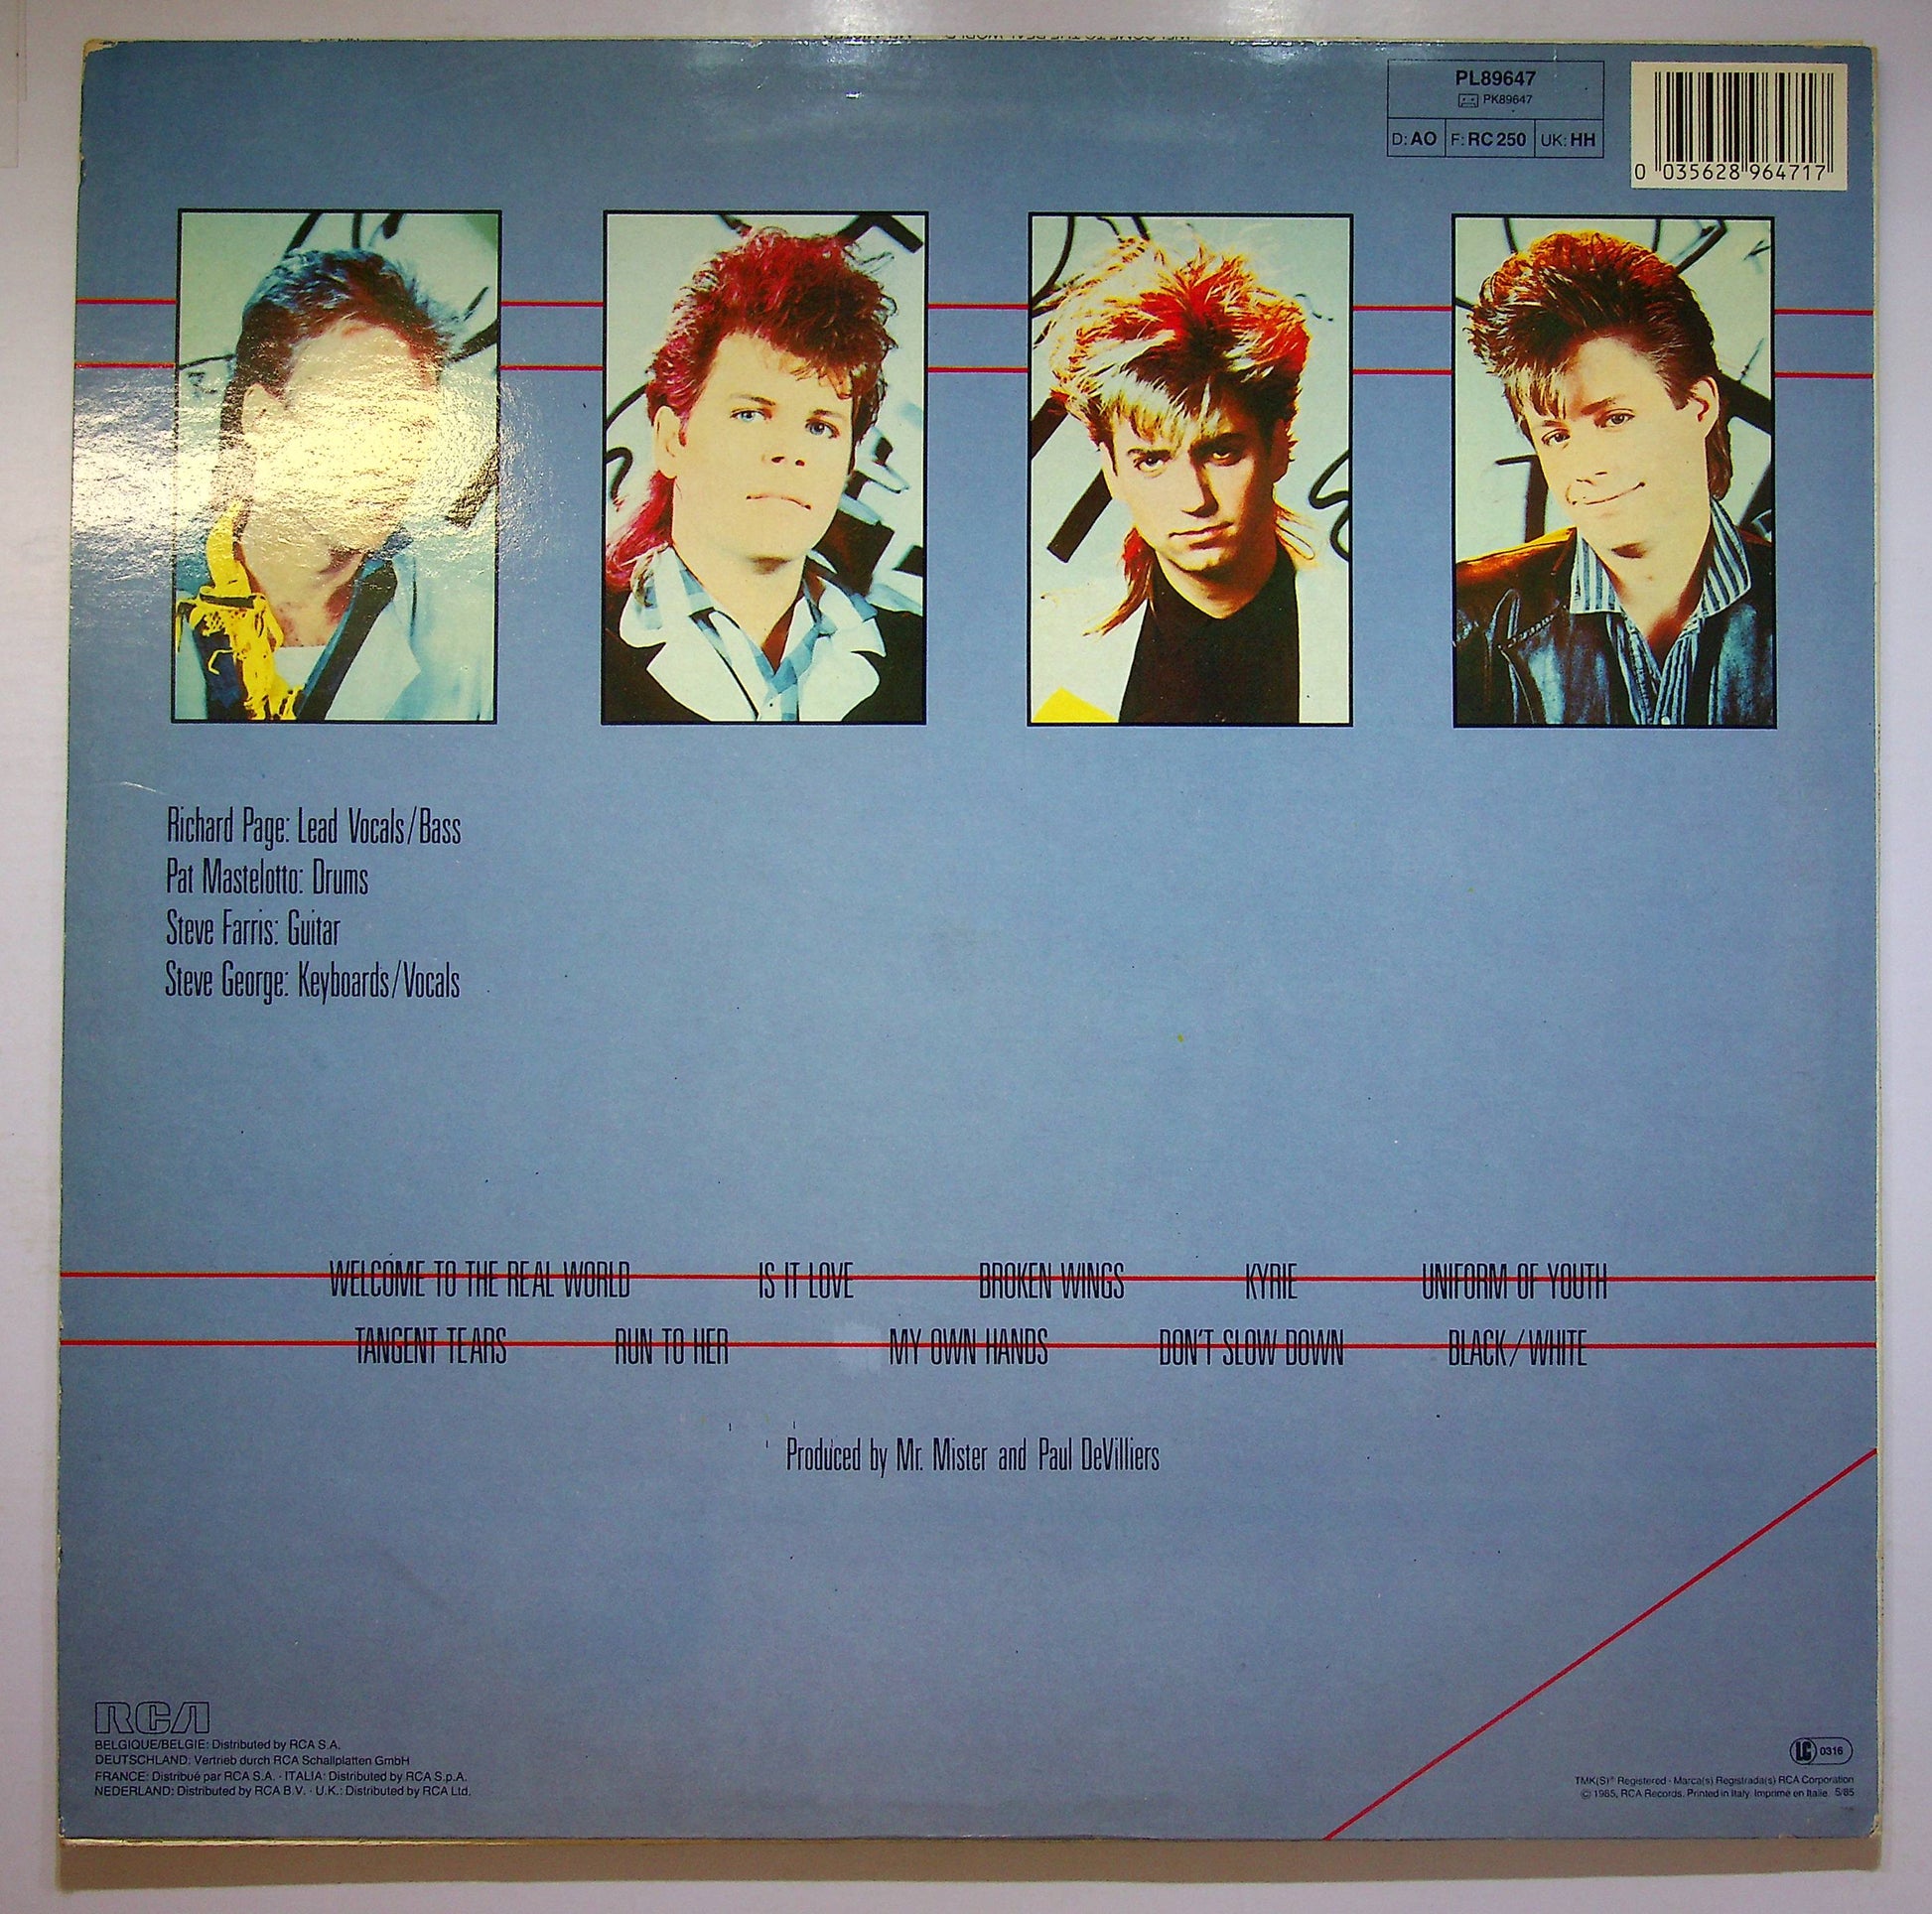 WELCOME TO THE REAL WORLD
PL89647
PK89647
D: AO F: RC 250 UK: HH
0 035628 964717
Richard Page: Lead Vocals/Bass
Pat Mastelotto: Drums
Steve Farris: Guitar
Steve George: Keyboards/Vocals
WELCOME TO THE REAL WORLD IS IT LOVE BROKEN WINGS KYRIE UNIFORM OF YOUTH
TANGENT TEARS RUN TO HER MY OWN HANDS DON'T SLOW DOWN BLACK/WHITE
Produced by Mr. Mister and Paul DeVilliers
RCA
BELGIQUE/BELGIE: Distributed by RCA S.A.
DEUTSCHLAND: Vertrieb durch RCA Schallplatten GmbH
FRANCE: Distribué par RCA S.A. · ITALIA: Distributed by RCA S.p.A.
NEDERLAND: Distributed by RCA B.V. · U.K.: Distributed by RCA Ltd.
LC 0316
TMK(S)® Registered · Marca(s) Registrada(s) RCA Corporation
© 1985, RCA Records. Printed in Italy. Imprimé en Italie. 5/85